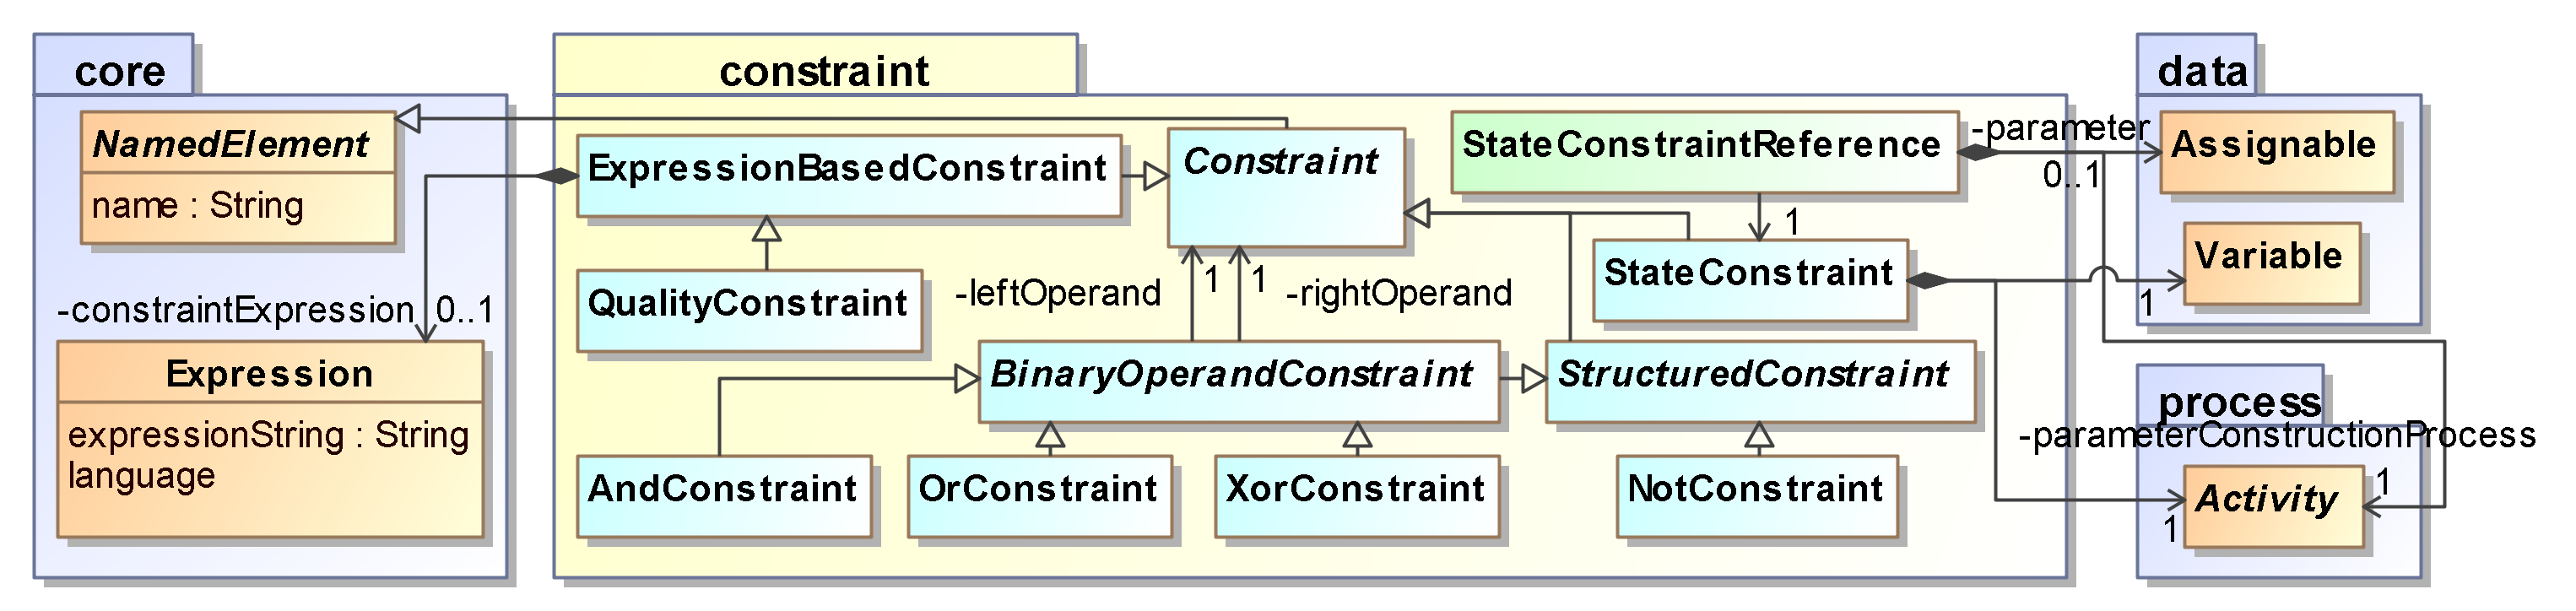 core
NamedElement
name : String
-constraintExpression
0..1
Expression
expressionString : String
language
constraint
ExpressionBasedConstraint
Constraint
StateConstraintReference
QualityConstraint
-leftOperand
1
1
-rightOperand
1
StateConstraint
BinaryOperandConstraint
StructuredConstraint
AndConstraint
OrConstraint
XorConstraint
NotConstraint
data
-parameter
0..1
Assignable
Variable
1
process
-parameterConstructionProcess
Activity
1
1